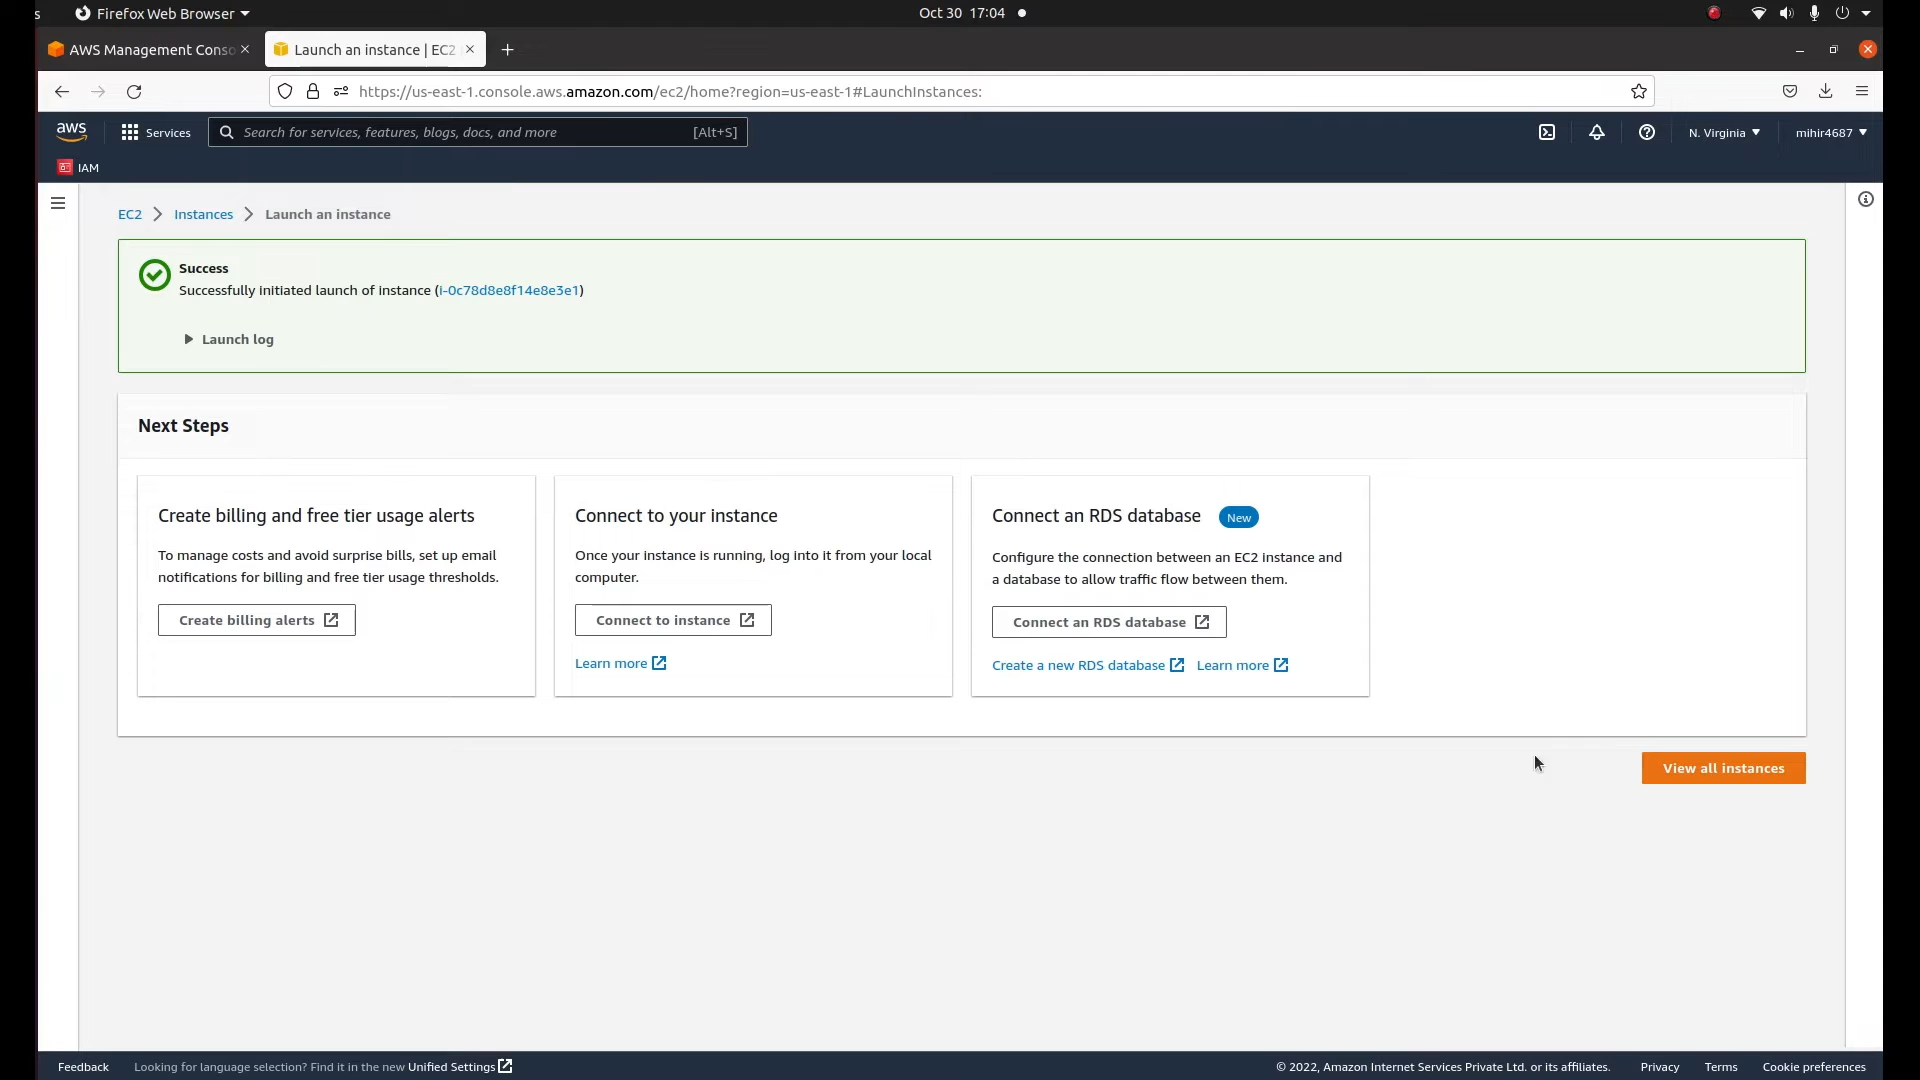 s
Firefox Web Browser
Oct 30 17:04
AWS Management Conso
Launch an instance | EC2
https://us-east-1.console.aws.amazon.com/ec2/home?region=us-east-1#LaunchInstances:
aws
Services
Search for services, features, blogs, docs, and more
[Alt+S]
N. Virginia
mihir4687
IAM
EC2
Instances
Launch an instance
Success
Successfully initiated launch of instance (i-0c78d8e8f14e8e3e1)
Launch log
Next Steps
Create billing and free tier usage alerts
To manage costs and avoid surprise bills, set up email
notifications for billing and free tier usage thresholds.
Create billing alerts
Connect to your instance
Once your instance is running, log into it from your local
computer.
Connect to instance
Learn more
Connect an RDS database
New
Configure the connection between an EC2 instance and
a database to allow traffic flow between them.
Connect an RDS database
Create a new RDS database
Learn more
View all instances
Feedback
Looking for language selection? Find it in the new Unified Settings
© 2022, Amazon Internet Services Private Ltd. or its affiliates.
Privacy
Terms
Cookie preferences